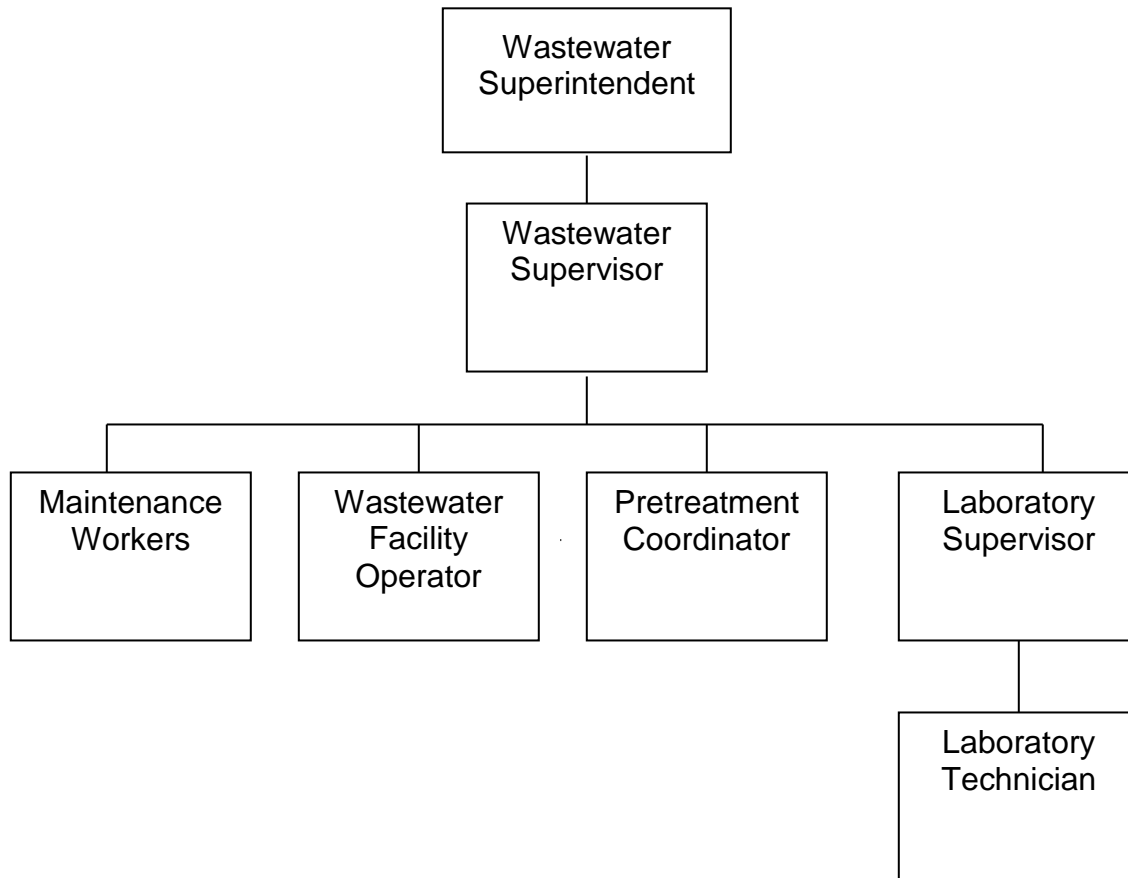 Wastewater
Superintendent
Wastewater
Supervisor
Maintenance
Workers
Wastewater
Facility
Operator
Pretreatment
Coordinator
Laboratory
Supervisor
Laboratory
Technician